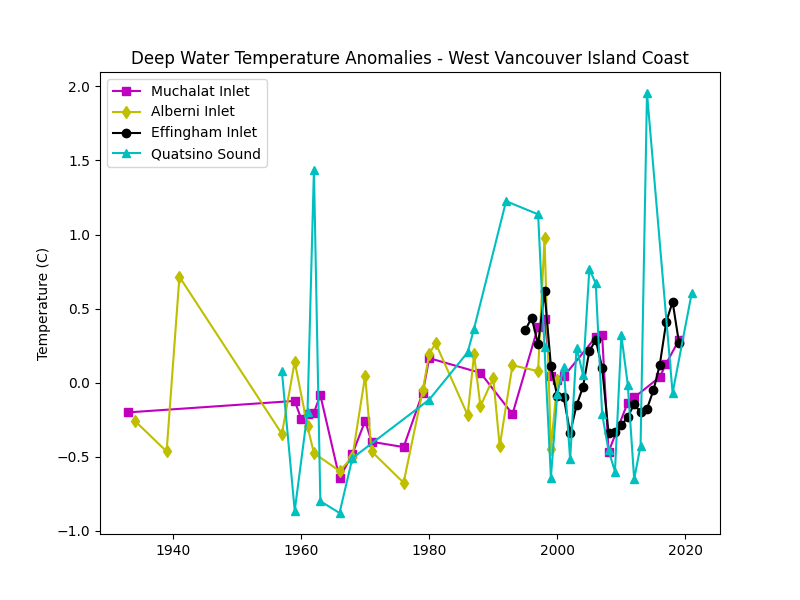 Deep Water Temperature Anomalies - West Vancouver Island Coast
Muchalat Inlet
Alberni Inlet
Effingham Inlet
Quatsino Sound
Temperature (C)
2.0
1.5
1.0
0.5
0.0
−0.5
−1.0
1940 1960 1980 2000 2020